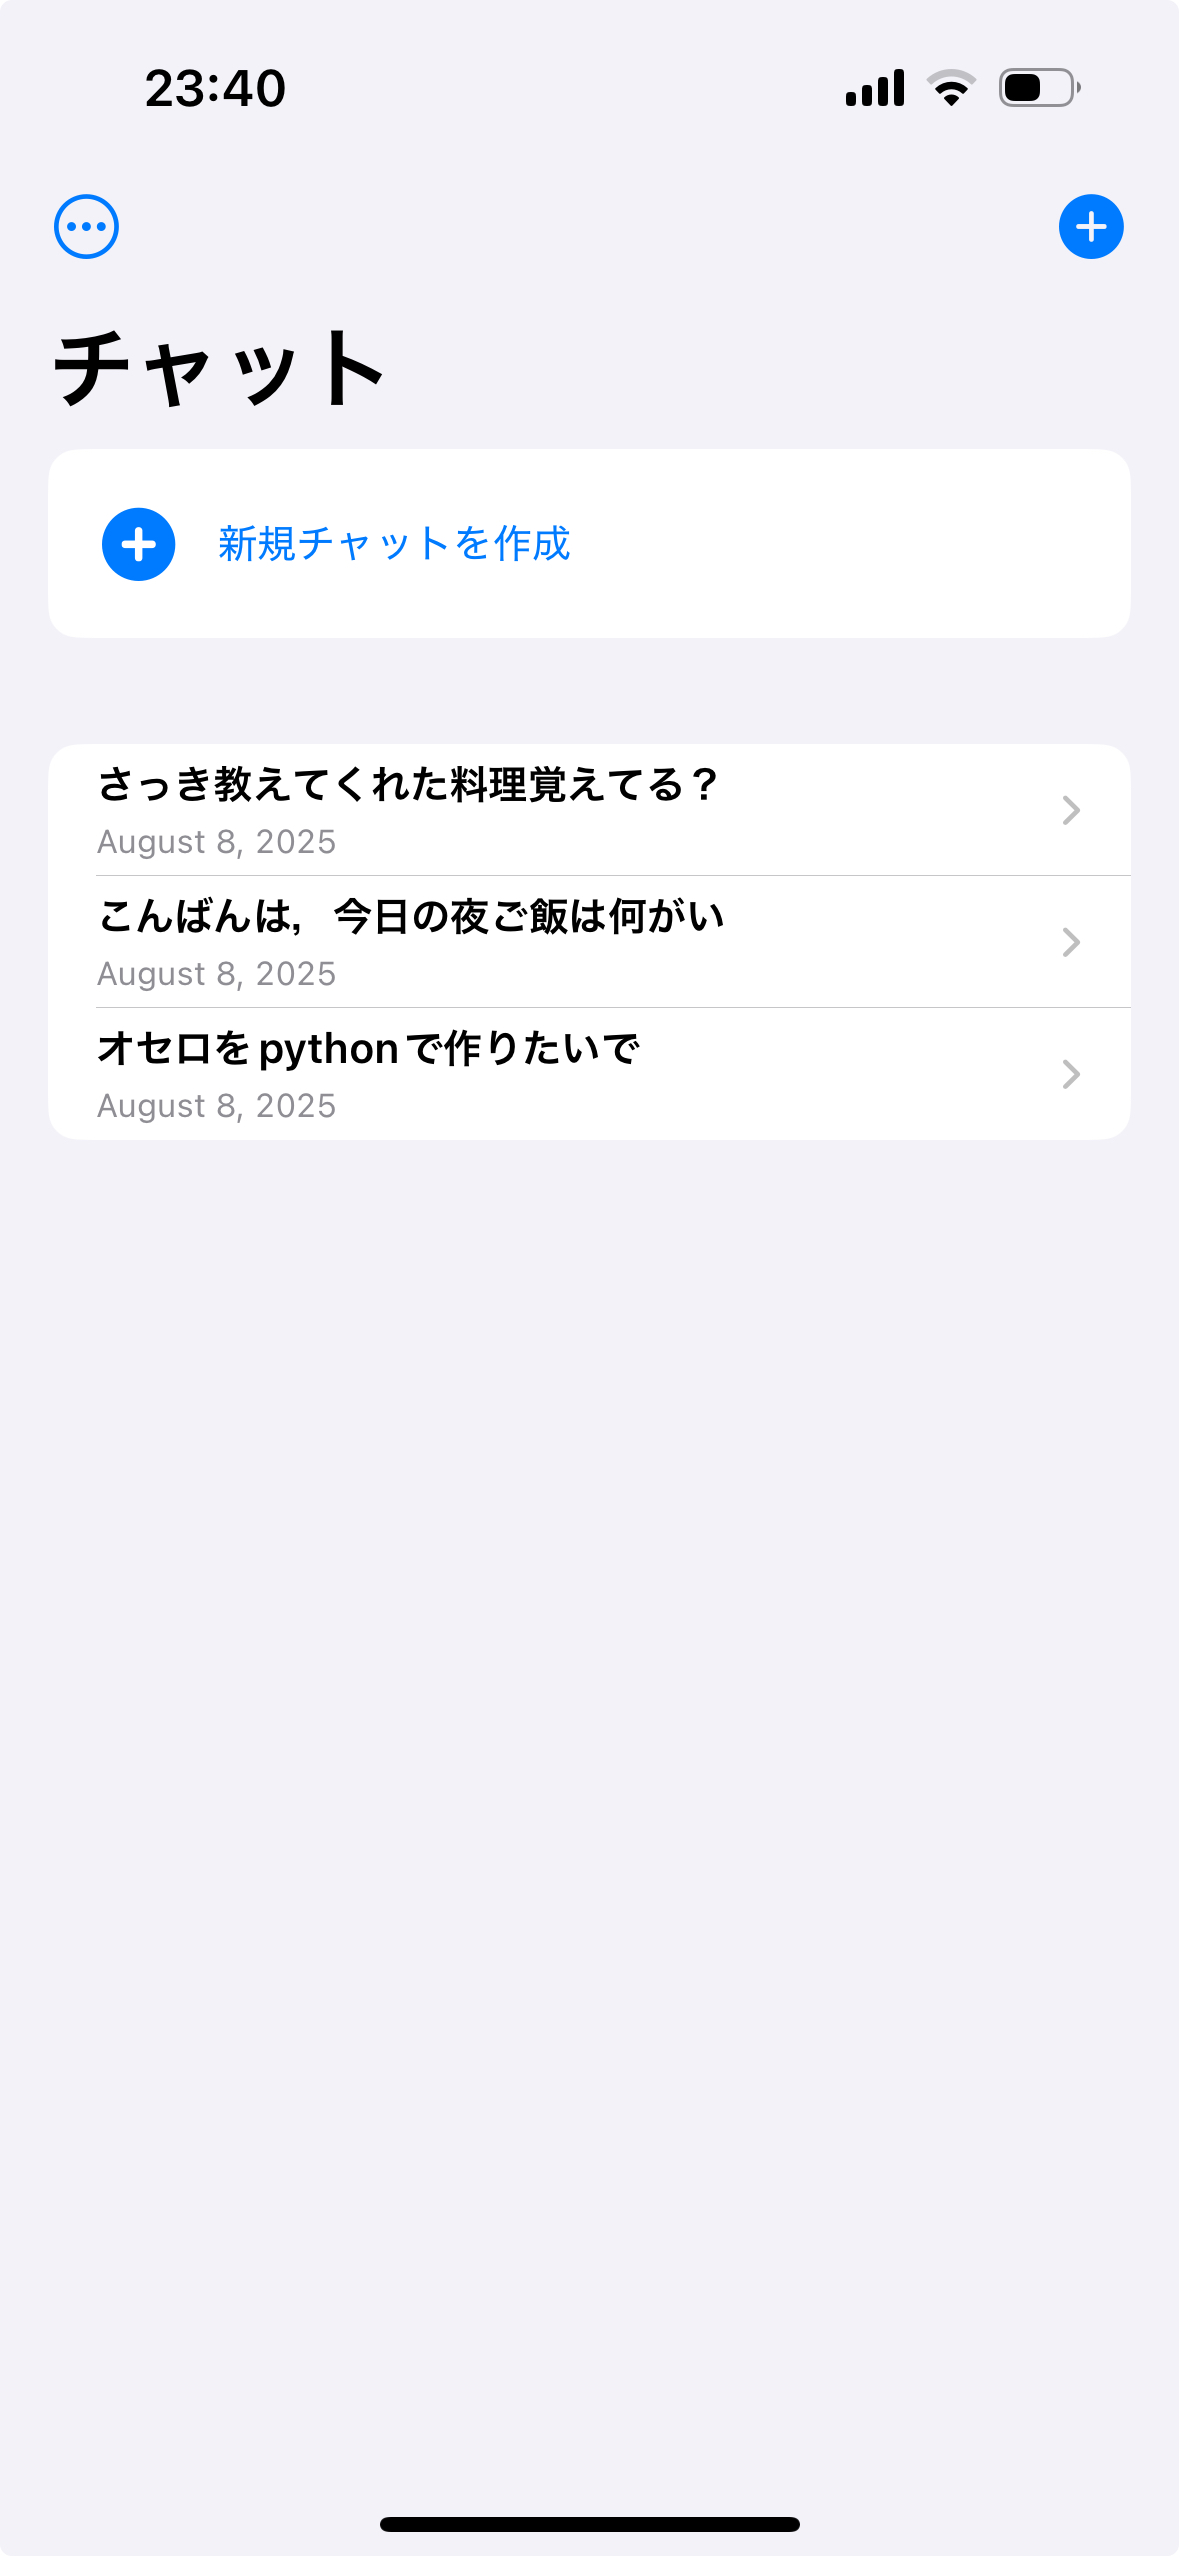 23:40
チャット
新規チャットを作成
さっき教えてくれた料理覚えてる？
August 8, 2025
こんばんは，今日の夜ご飯は何がい
August 8, 2025
オセロをpythonで作りたいで
August 8, 2025